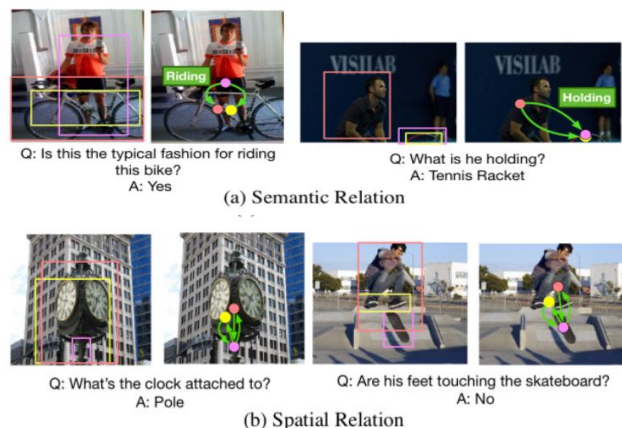 Riding
VISILAB
VISILAB
Holding
Q: Is this the typical fashion for riding
this bike?
A: Yes
Q: What is he holding?
A: Tennis Racket
(a) Semantic Relation
Q: What's the clock attached to?
A: Pole
Q: Are his feet touching the skateboard?
A: No
(b) Spatial Relation